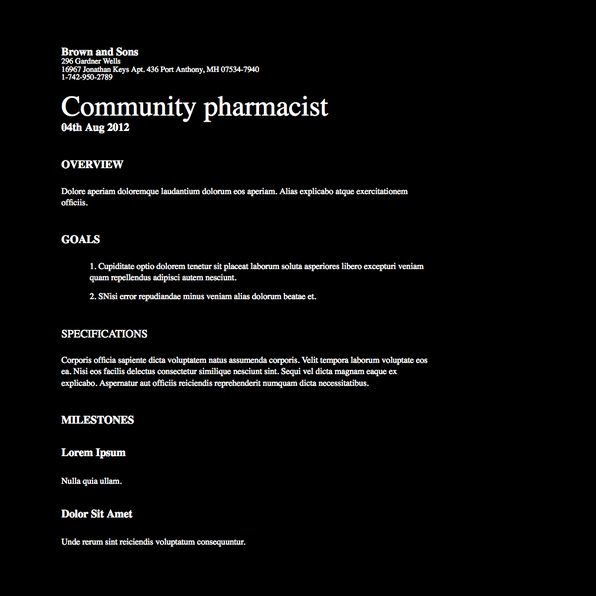 Brown and Sons
296 Gardner Wells
16967 Jonathan Keys Apt. 436 Port Anthony, MH 07534-7940
1-742-950-2789
Community pharmacist
04th Aug 2012
OVERVIEW
Dolore aperiam doloremque laudantium dolorum eos aperiam. Alias explicabo atque exercitationem
officiis.
GOALS
1. Cupiditate optio dolorem tenetur sit placeat laborum soluta asperiores libero excepturi veniam
quam repellendus adipisci autem nesciunt.
2. SNisi error repudiandae minus veniam alias dolorum beatae et.
SPECIFICATIONS
Corporis officia sapiente dicta voluptatem natus assumenda corporis. Velit tempora laborum voluptate eos
ea. Nisi eos facilis delectus consectetur similique nesciunt sint. Sequi vel dicta magnam eaque ex
explicabo. Aspernatur aut officiis reiciendis reprehenderit numquam dicta necessitatibus.
MILESTONES
Lorem Ipsum
Nulla quia ullam.
Dolor Sit Amet
Unde rerum sint reiciendis voluptatum consequuntur.